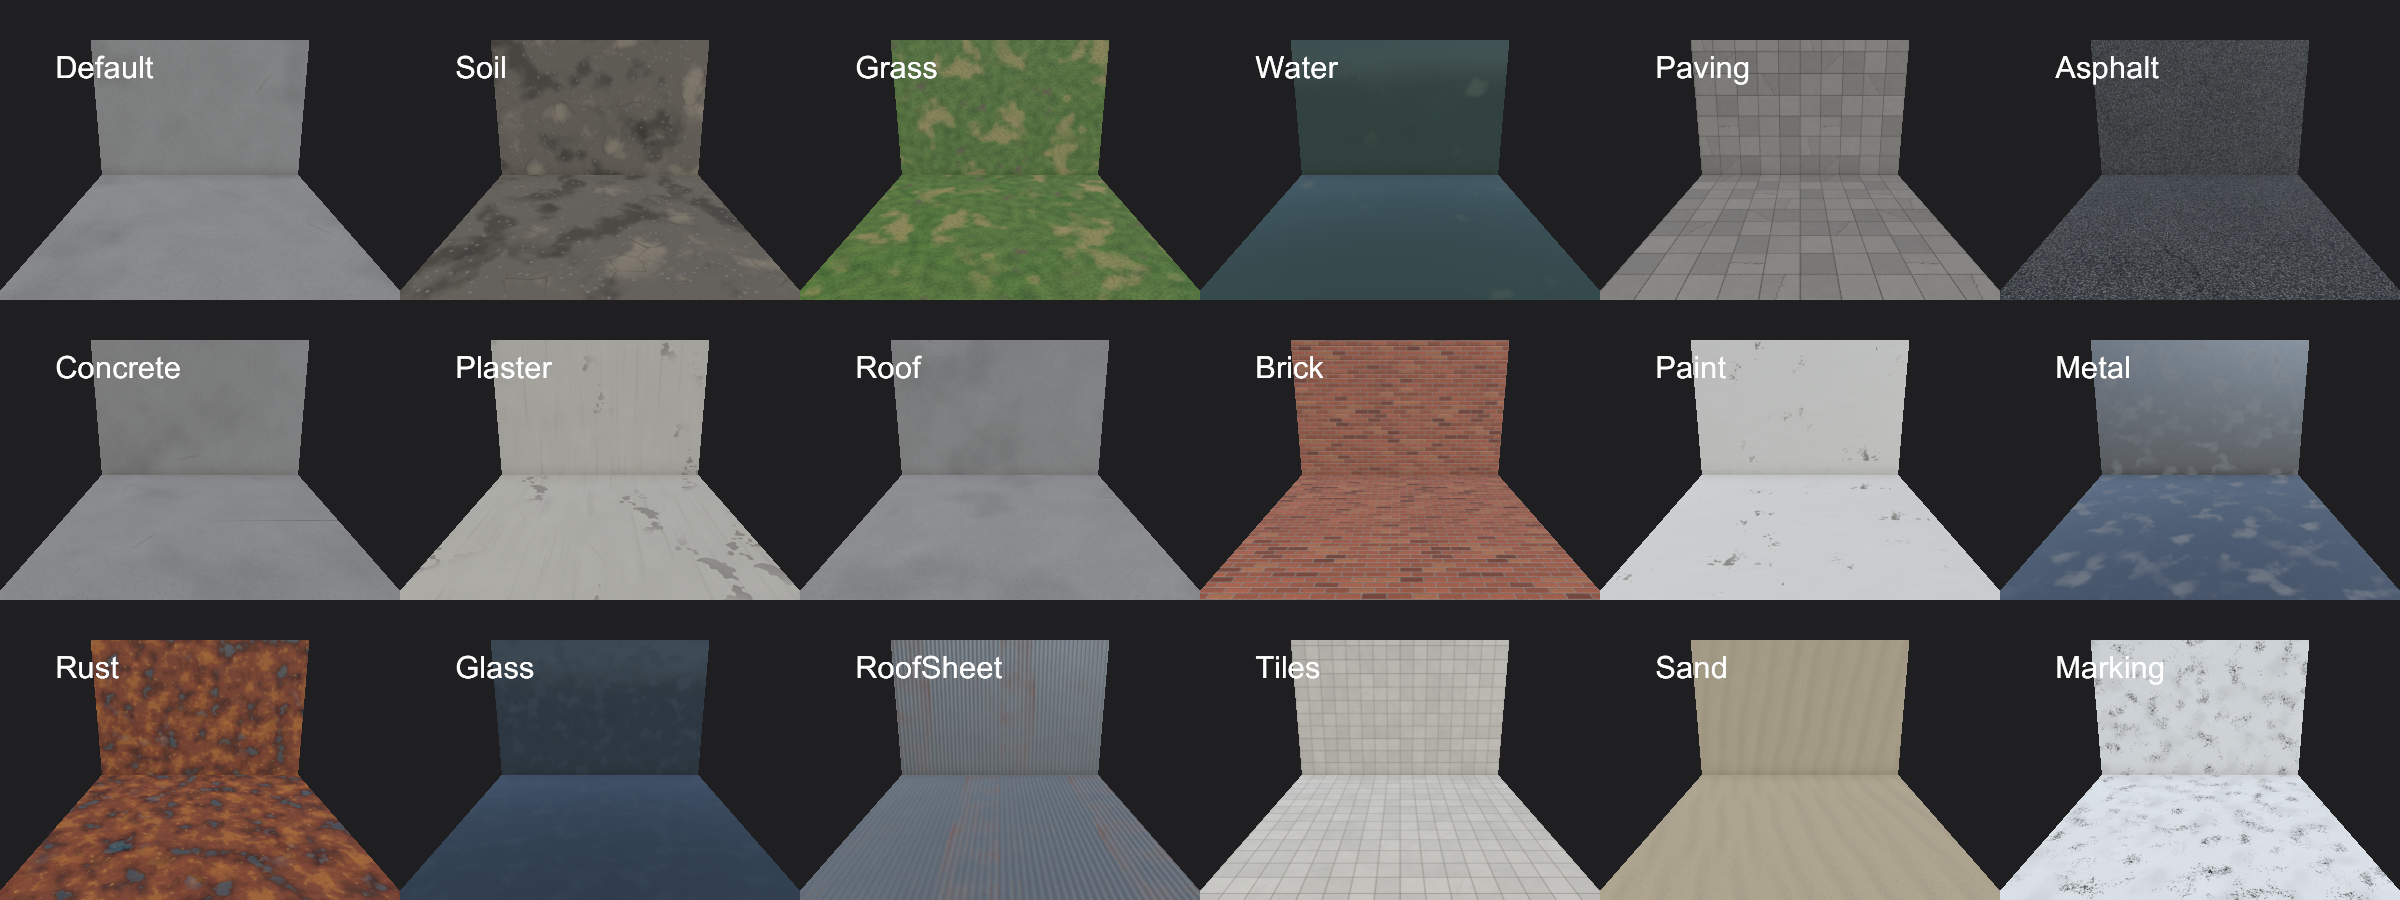 Default
Soil
Grass
Water
Paving
Asphalt
Concrete
Plaster
Roof
Brick
Paint
Metal
Rust
Glass
RoofSheet
Tiles
Sand
Marking